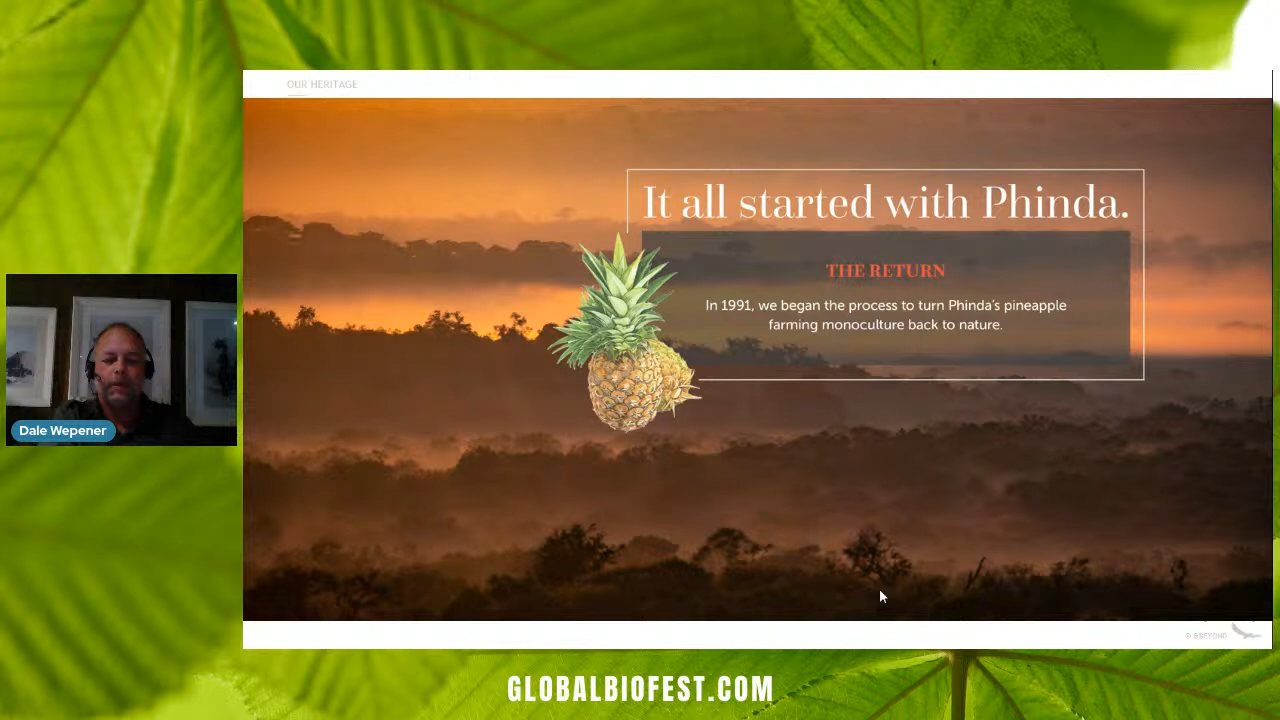 OUR HERITAGE
It all started with Phinda.
THE RETURN
In 1991, we began the process to turn Phinda's pineapple
farming monoculture back to nature.
Dale Wepener
© &BEYOND
GLOBALBIOFEST.COM